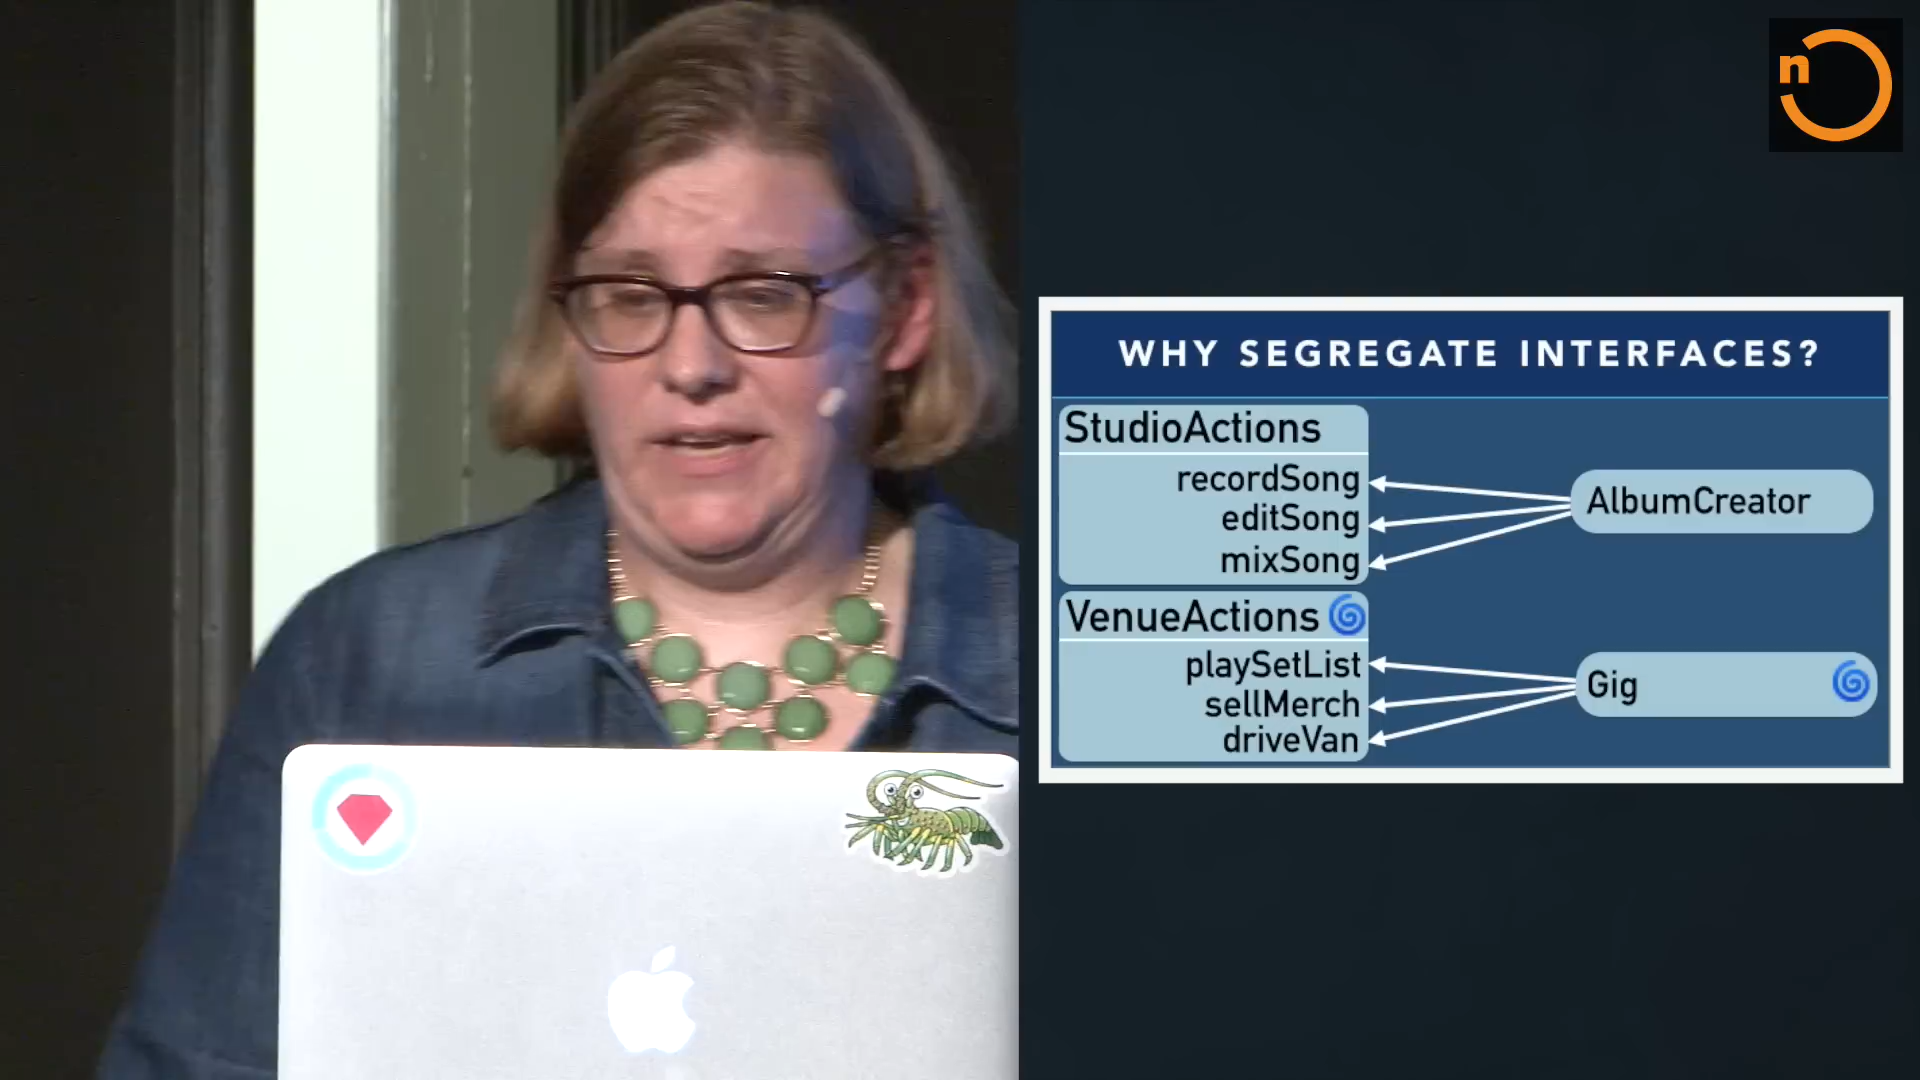 n
WHY SEGREGATE INTERFACES?
StudioActions
recordSong
editSong
mixSong
AlbumCreator
VenueActions
playSetList
sellMerch
driveVan
Gig